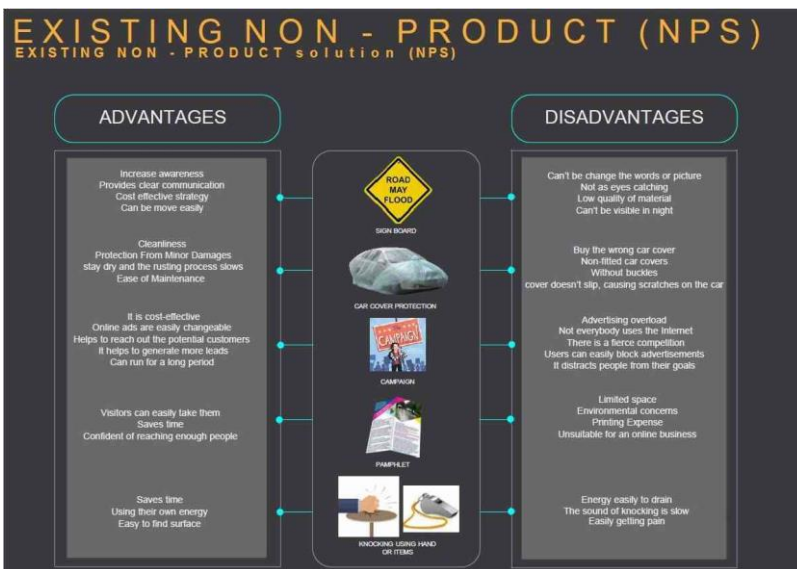 EXISTING NON - PRODUCT (NPS)
EXISTING NON - PRODUCT solution (NPS)
ADVANTAGES
DISADVANTAGES
Increase awareness
Provides clear communication
Cost effective strategy
Can be move easily
ROAD
MAY
FLOOD
SIGN BOARD
Can't be change the words or picture
Not as eyes catching
Low quality of material
Can't be visible in night
Cleanliness
Protection From Minor Damages
stay dry and the rusting process slows
Ease of Maintenance
CAR COVER PROTECTION
Buy the wrong car cover
Non-fitted car covers
Without buckles
cover doesn't slip, causing scratches on the car
It is cost-effective
Online ads are easily changeable
Helps to reach out the potential customers
It helps to generate more leads
Can run for a long period
CAMPAIGN
CAMPAIGN
Advertising overload
Not everybody uses the Internet
There is a fierce competition
Users can easily block advertisements
It distracts people from their goals
Visitors can easily take them
Saves time
Confident of reaching enough people
PAMPHLET
Limited space
Environmental concerns
Printing Expense
Unsuitable for an online business
Saves time
Using their own energy
Easy to find surface
KNOCKING USING HAND
OR ITEMS
Energy easily to drain
The sound of knocking is slow
Easily getting pain